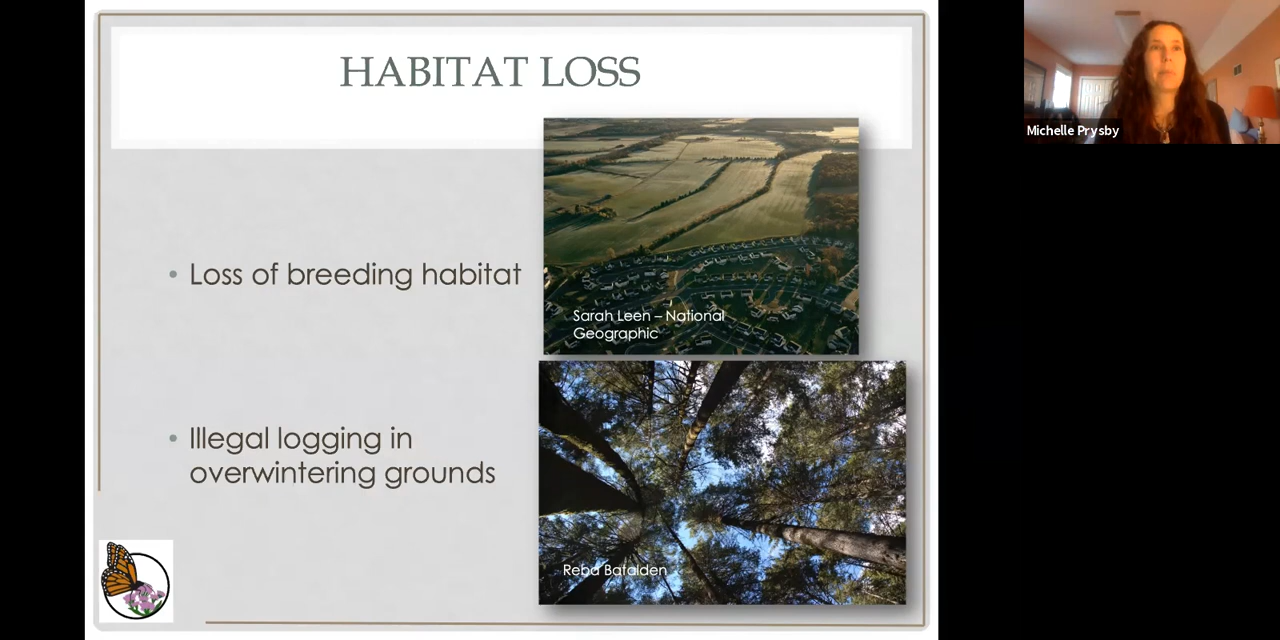 HABITAT LOSS
Michelle Prysby
• Loss of breeding habitat
Sarah Leen – National
Geographic
• Illegal logging in
overwintering grounds
Reba Batalden